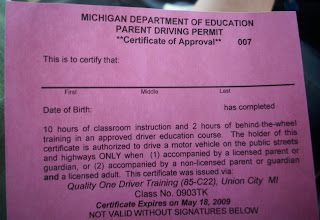 MICHIGAN DEPARTMENT OF EDUCATION
PARENT DRIVING PERMIT
**Certificate of Approval** 007
This is to certify that:
First Middle Last
Date of Birth: has completed
10 hours of classroom instruction and 2 hours of behind-the-wheel
training in an approved driver education course. The holder of this
certificate is authorized to drive a motor vehicle on the public streets
and highways ONLY when (1) accompanied by a licensed parent or
guardian, or (2) accompanied by a non-licensed parent or guardian
and a licensed adult. This certificate was issued via:
Quality One Driver Training (85-C22), Union City MI
Class No. 0903TK
Certificate Expires on May 18, 2009
NOT VALID WITHOUT SIGNATURES BELOW